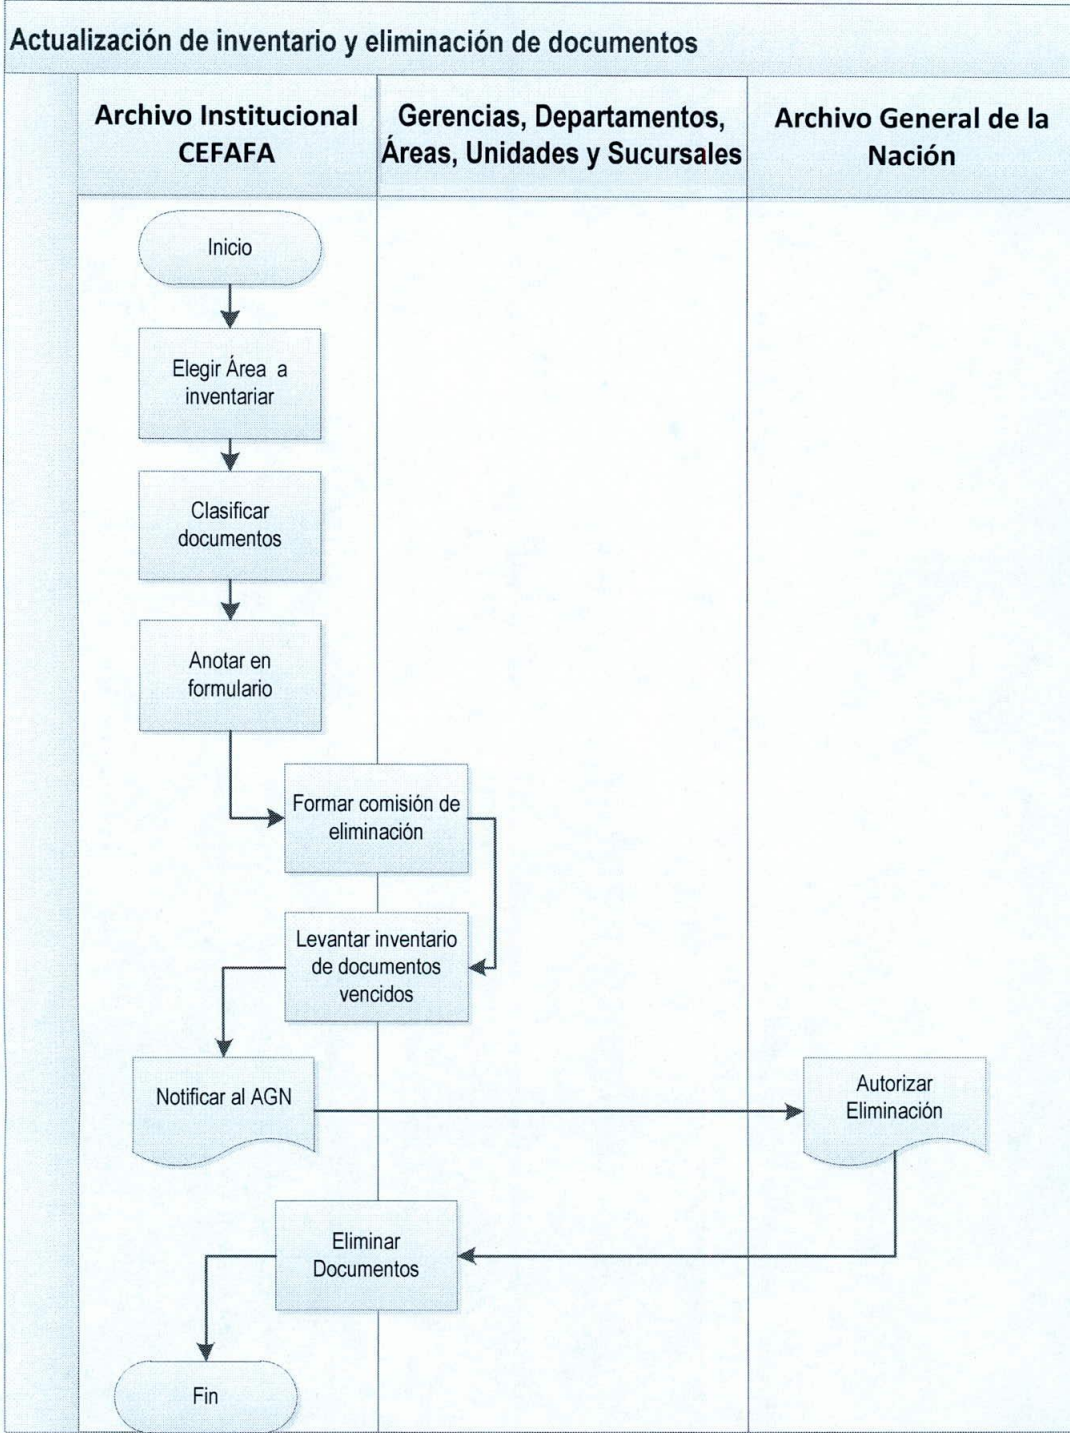 Actualización de inventario y eliminación de documentos
Archivo Institucional
CEFAFA
Gerencias, Departamentos,
Áreas, Unidades y Sucursales
Archivo General de la
Nación
Inicio
Elegir Área a
inventariar
Clasificar
documentos
Anotar en
formulario
Formar comisión de
eliminación
Levantar inventario
de documentos
vencidos
Notificar al AGN
Autorizar
Eliminación
Eliminar
Documentos
Fin